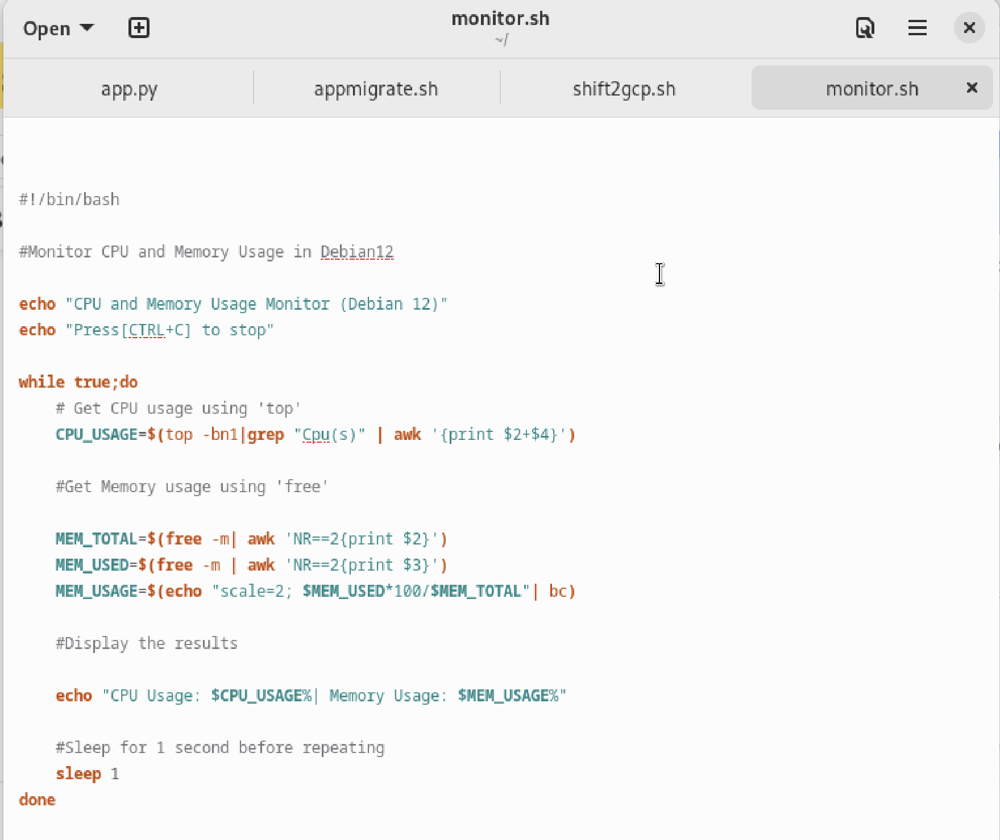 Open
monitor.sh
~/
app.py
appmigrate.sh
shift2gcp.sh
monitor.sh
#!/bin/bash
#Monitor CPU and Memory Usage in Debian12
echo "CPU and Memory Usage Monitor (Debian 12)"
echo "Press[CTRL+C] to stop"
while true;do
    # Get CPU usage using 'top'
    CPU_USAGE=$(top -bn1|grep "Cpu(s)" | awk '{print $2+$4}')
    #Get Memory usage using 'free'
    MEM_TOTAL=$(free -m| awk 'NR==2{print $2}')
    MEM_USED=$(free -m | awk 'NR==2{print $3}')
    MEM_USAGE=$(echo "scale=2; $MEM_USED*100/$MEM_TOTAL"| bc)
    #Display the results
    echo "CPU Usage: $CPU_USAGE%| Memory Usage: $MEM_USAGE%"
    #Sleep for 1 second before repeating
    sleep 1
done